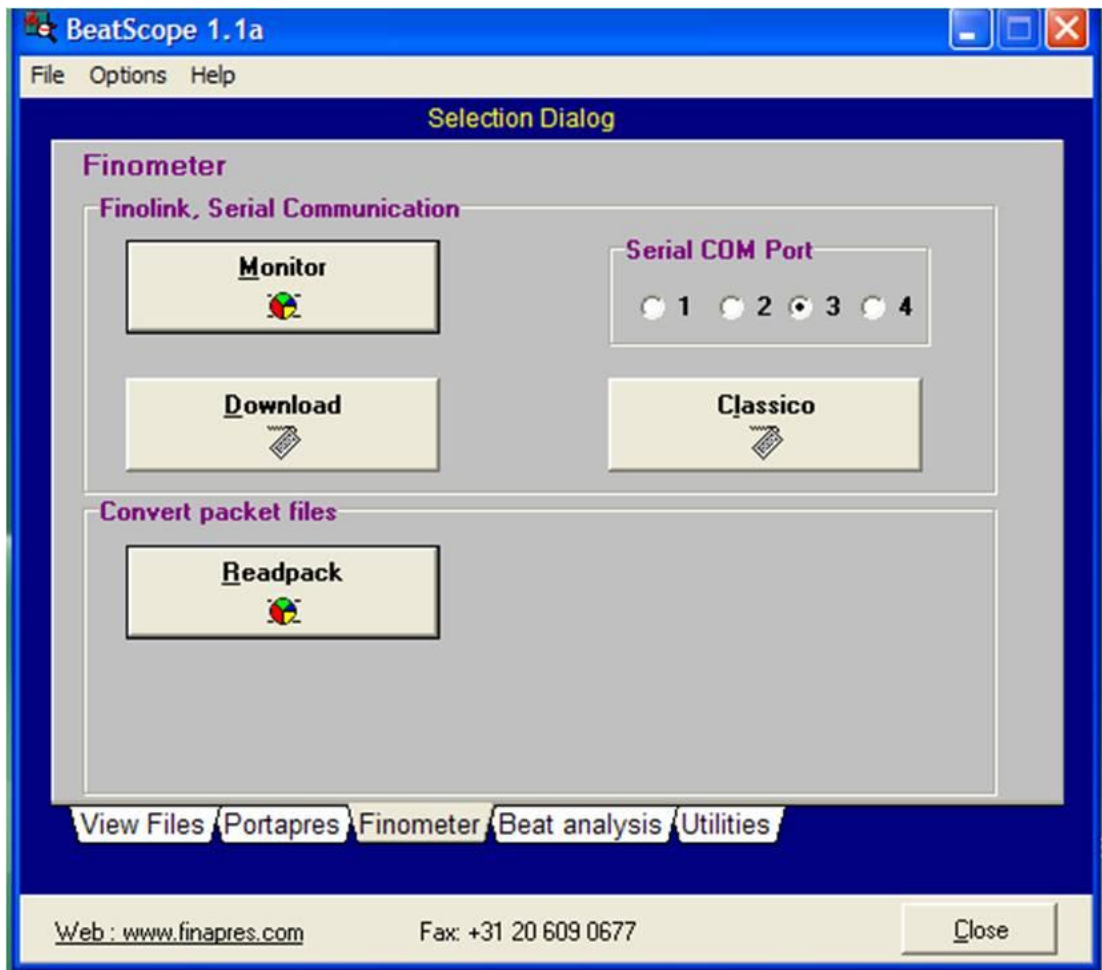 BeatScope 1.1a
File Options Help
Selection Dialog
Finometer
Finolink, Serial Communication
Monitor
Serial COM Port
1 2 3 4
Download
Classico
Convert packet files
Readpack
View Files Portapres Finometer Beat analysis Utilities
Web : www.finapres.com Fax: +31 20 609 0677 Close